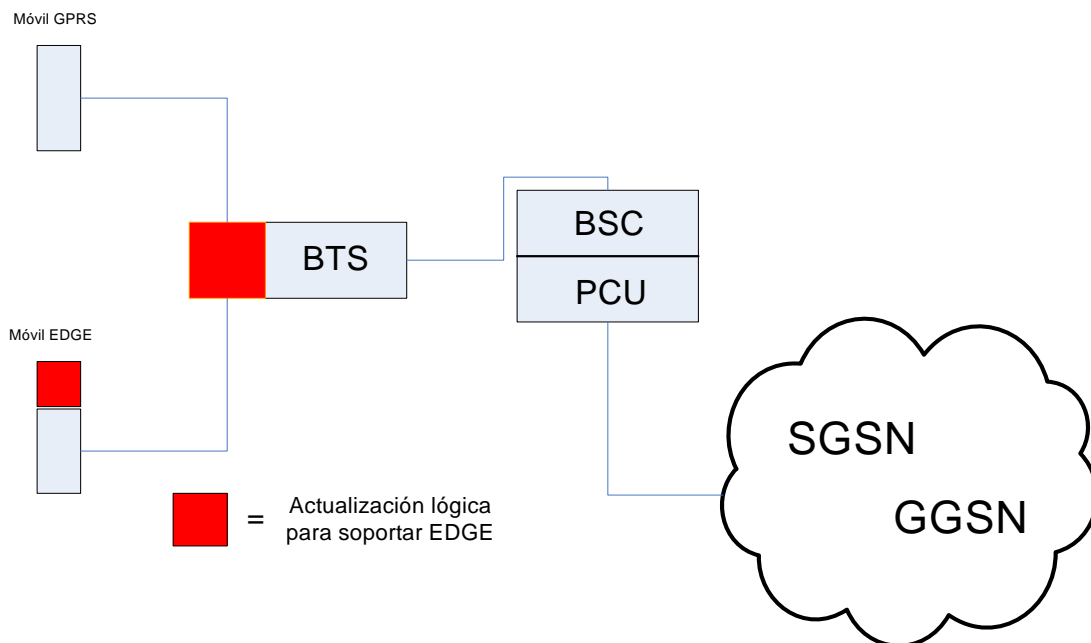 Móvil GPRS
BTS
BSC
PCU
Móvil EDGE
SGSN
GGSN
= Actualización lógica
para soportar EDGE